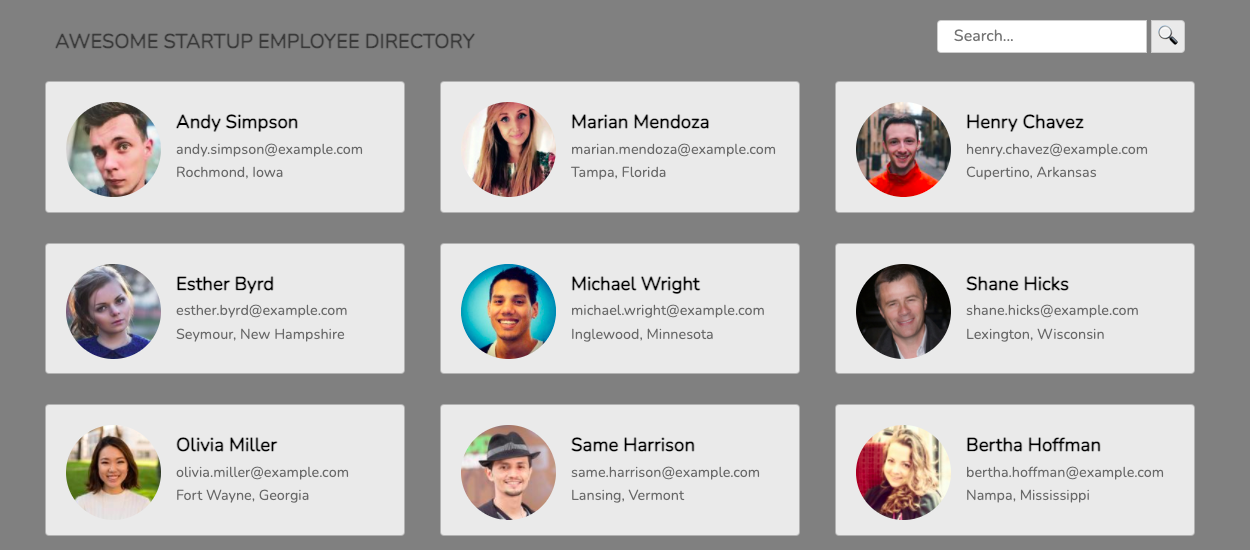 AWESOME STARTUP EMPLOYEE DIRECTORY
Search...
Andy Simpson
andy.simpson@example.com
Rochmond, Iowa
Marian Mendoza
marian.mendoza@example.com
Tampa, Florida
Henry Chavez
henry.chavez@example.com
Cupertino, Arkansas
Esther Byrd
esther.byrd@example.com
Seymour, New Hampshire
Michael Wright
michael.wright@example.com
Inglewood, Minnesota
Shane Hicks
shane.hicks@example.com
Lexington, Wisconsin
Olivia Miller
olivia.miller@example.com
Fort Wayne, Georgia
Same Harrison
same.harrison@example.com
Lansing, Vermont
Bertha Hoffman
bertha.hoffman@example.com
Nampa, Mississippi